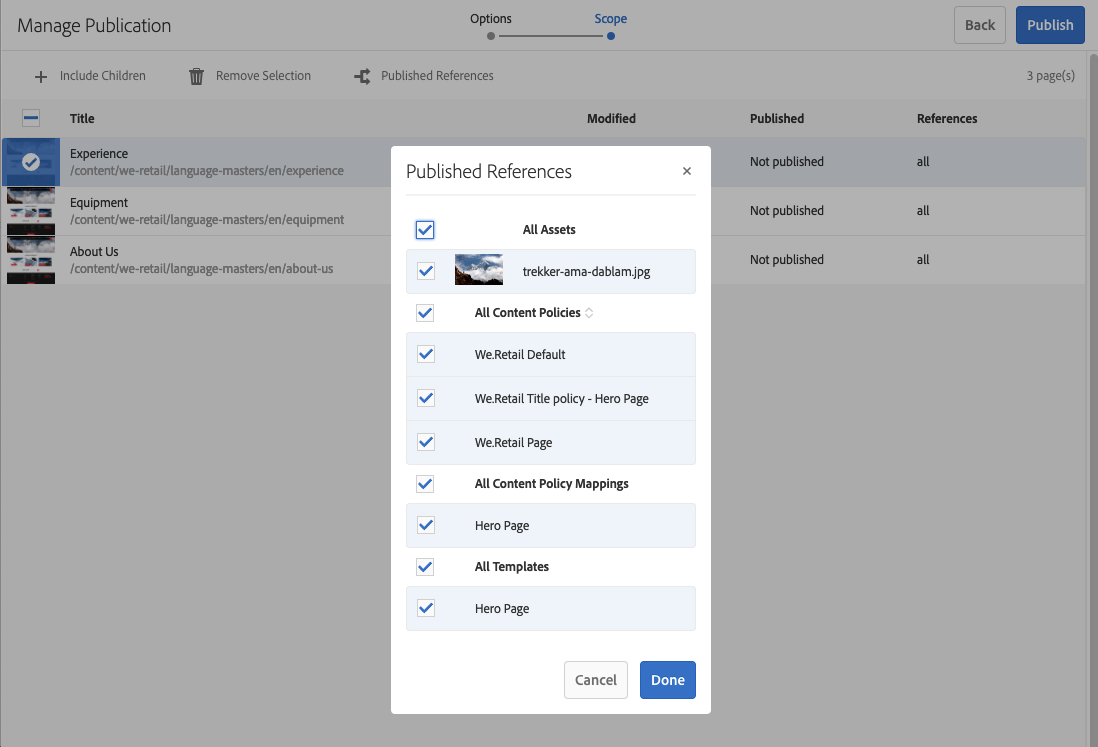 Manage Publication
Options
Scope
Back
Publish
Include Children
Remove Selection
Published References
3 page(s)
Title
Modified
Published
References
Experience
/content/we-retail/language-masters/en/experience
Not published
all
Equipment
/content/we-retail/language-masters/en/equipment
Not published
all
About Us
/content/we-retail/language-masters/en/about-us
Not published
all
Published References
×
All Assets
trekker-ama-dablam.jpg
All Content Policies
We.Retail Default
We.Retail Title policy - Hero Page
We.Retail Page
All Content Policy Mappings
Hero Page
All Templates
Hero Page
Cancel
Done